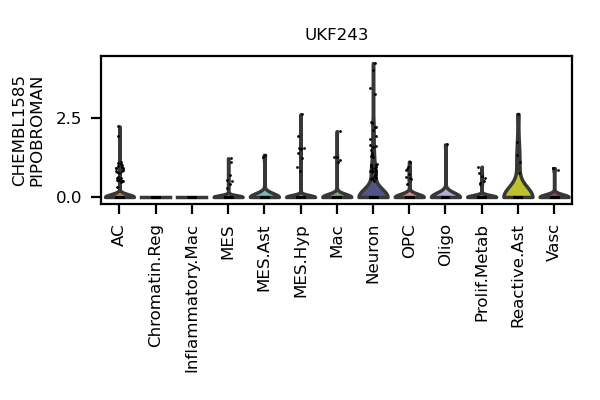 UKF243
CHEMBL1585
PIPOBROMAN
2.5
0.0
AC
Chromatin.Reg
Inflammatory.Mac
MES
MES.Ast
MES.Hyp
Mac
Neuron
OPC
Oligo
Prolif.Metab
Reactive.Ast
Vasc